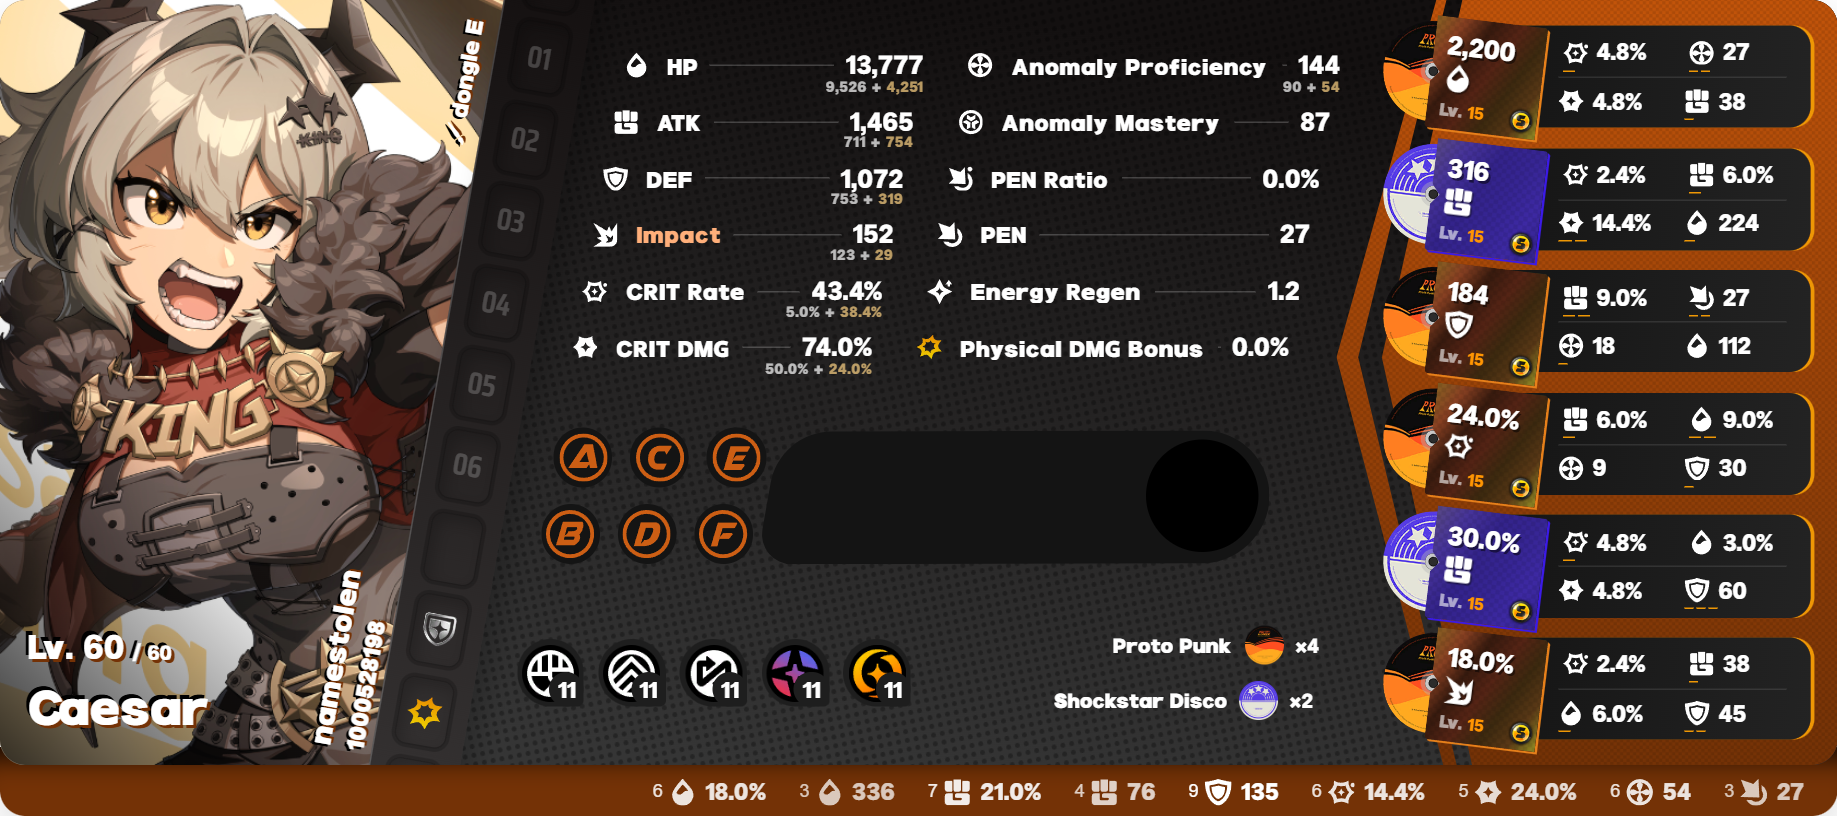 dongle E
KING
KING
Lv. 60 / 60
Caesar
namestolen
1000528198
01
02
03
04
05
06
HP 13,777
9,526 + 4,251
ATK 1,465
711 + 754
DEF 1,072
753 + 319
Impact 152
123 + 29
CRIT Rate 43.4%
5.0% + 38.4%
CRIT DMG 74.0%
50.0% + 24.0%
Anomaly Proficiency 144
90 + 54
Anomaly Mastery 87
PEN Ratio 0.0%
PEN 27
Energy Regen 1.2
Physical DMG Bonus 0.0%
A C E
B D F
11 11 11 11 11
Proto Punk ×4
Shockstar Disco ×2
2,200
Lv. 15 S
4.8% 27
4.8% 38
316
Lv. 15 S
2.4% 6.0%
14.4% 224
184
Lv. 15 S
9.0% 27
18 112
24.0%
Lv. 15 S
6.0% 9.0%
9 30
30.0%
Lv. 15 S
4.8% 3.0%
4.8% 60
18.0%
Lv. 15 S
2.4% 38
6.0% 45
6 18.0% 3 336 7 21.0% 4 76 9 135 6 14.4% 5 24.0% 6 54 3 27